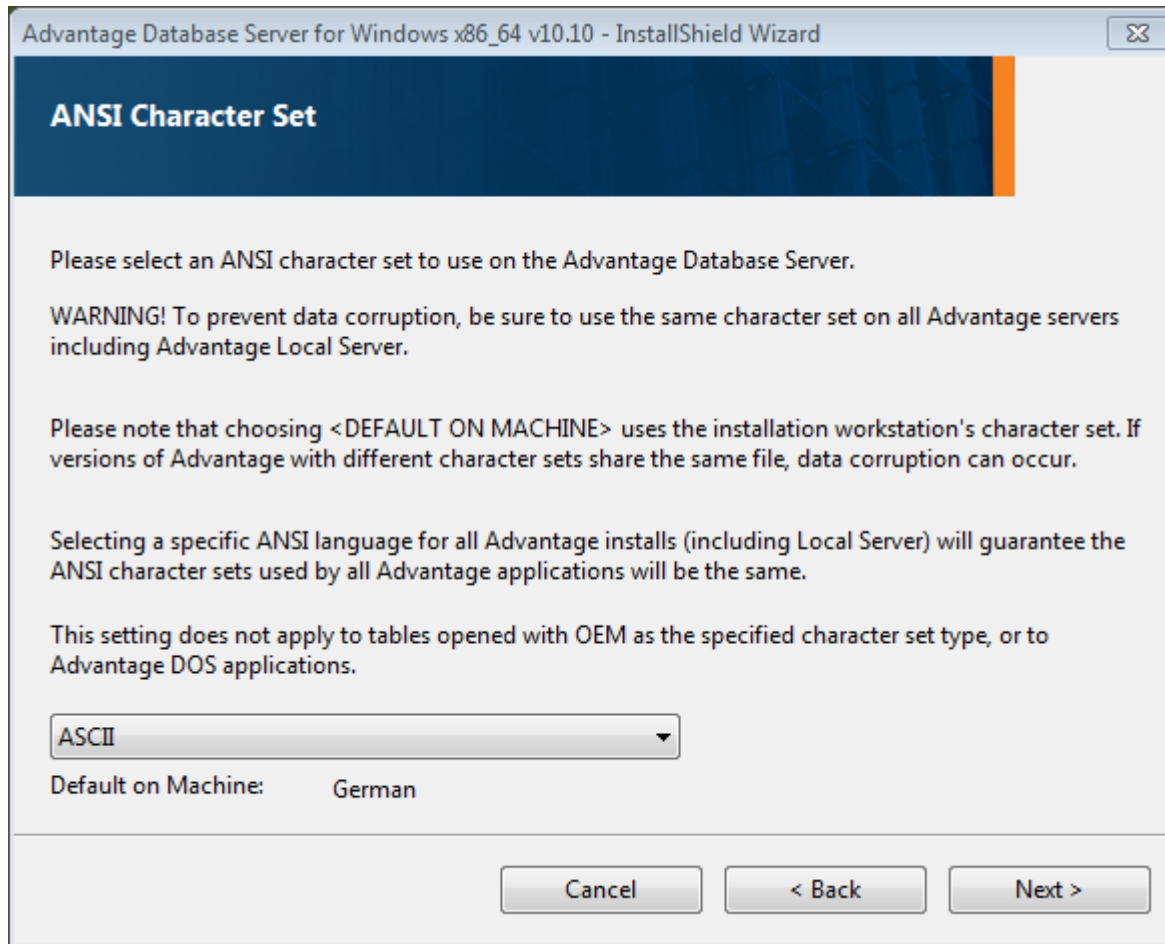 Advantage Database Server for Windows x86_64 v10.10 - InstallShield Wizard
ANSI Character Set
Please select an ANSI character set to use on the Advantage Database Server.
WARNING! To prevent data corruption, be sure to use the same character set on all Advantage servers
including Advantage Local Server.
Please note that choosing <DEFAULT ON MACHINE> uses the installation workstation's character set. If
versions of Advantage with different character sets share the same file, data corruption can occur.
Selecting a specific ANSI language for all Advantage installs (including Local Server) will guarantee the
ANSI character sets used by all Advantage applications will be the same.
This setting does not apply to tables opened with OEM as the specified character set type, or to
Advantage DOS applications.
ASCII
Default on Machine: German
Cancel < Back Next >